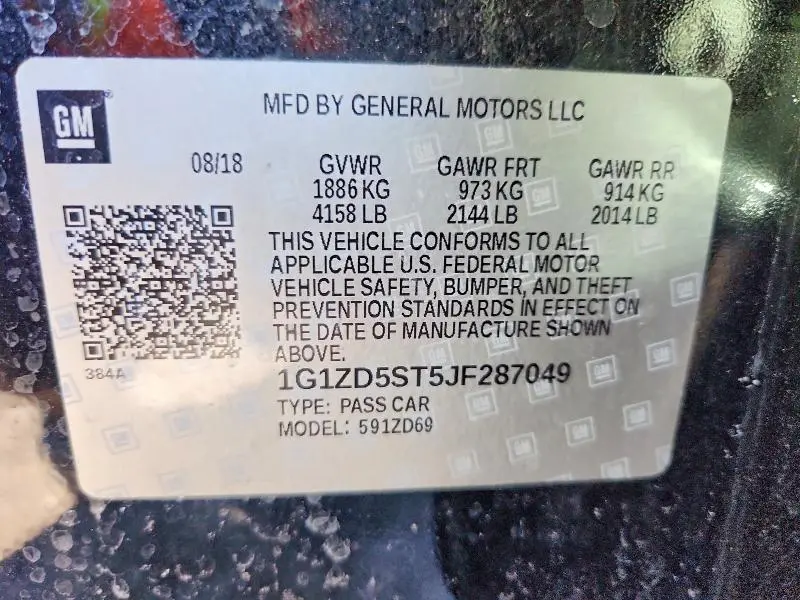 GM
MFD BY GENERAL MOTORS LLC
08/18 GVWR GAWR FRT GAWR RR
1886 KG 973 KG 914 KG
4158 LB 2144 LB 2014 LB
THIS VEHICLE CONFORMS TO ALL
APPLICABLE U.S. FEDERAL MOTOR
VEHICLE SAFETY, BUMPER, AND THEFT
PREVENTION STANDARDS IN EFFECT ON
THE DATE OF MANUFACTURE SHOWN
ABOVE.
384A
1G1ZD5ST5JF287049
TYPE: PASS CAR
MODEL: 591ZD69